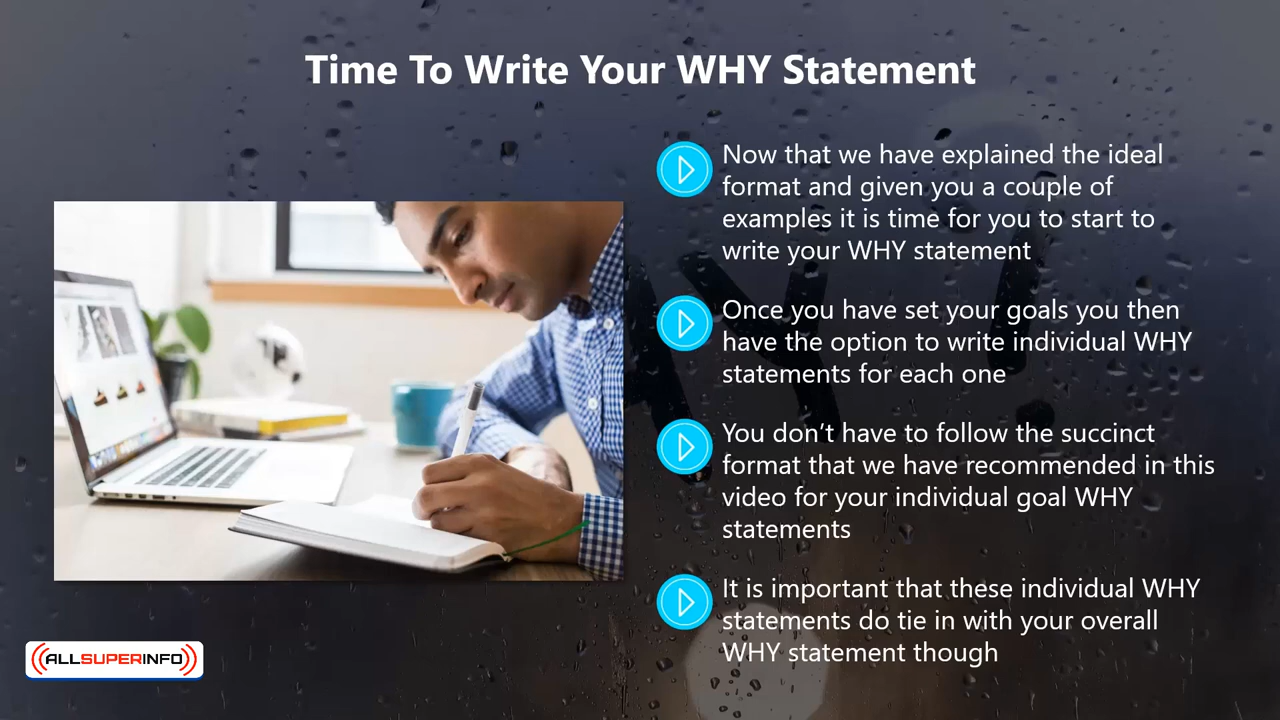 Time To Write Your WHY Statement
Now that we have explained the ideal
format and given you a couple of
examples it is time for you to start to
write your WHY statement
Once you have set your goals you then
have the option to write individual WHY
statements for each one
You don’t have to follow the succinct
format that we have recommended in this
video for your individual goal WHY
statements
It is important that these individual WHY
statements do tie in with your overall
WHY statement though
ALLSUPERINFO